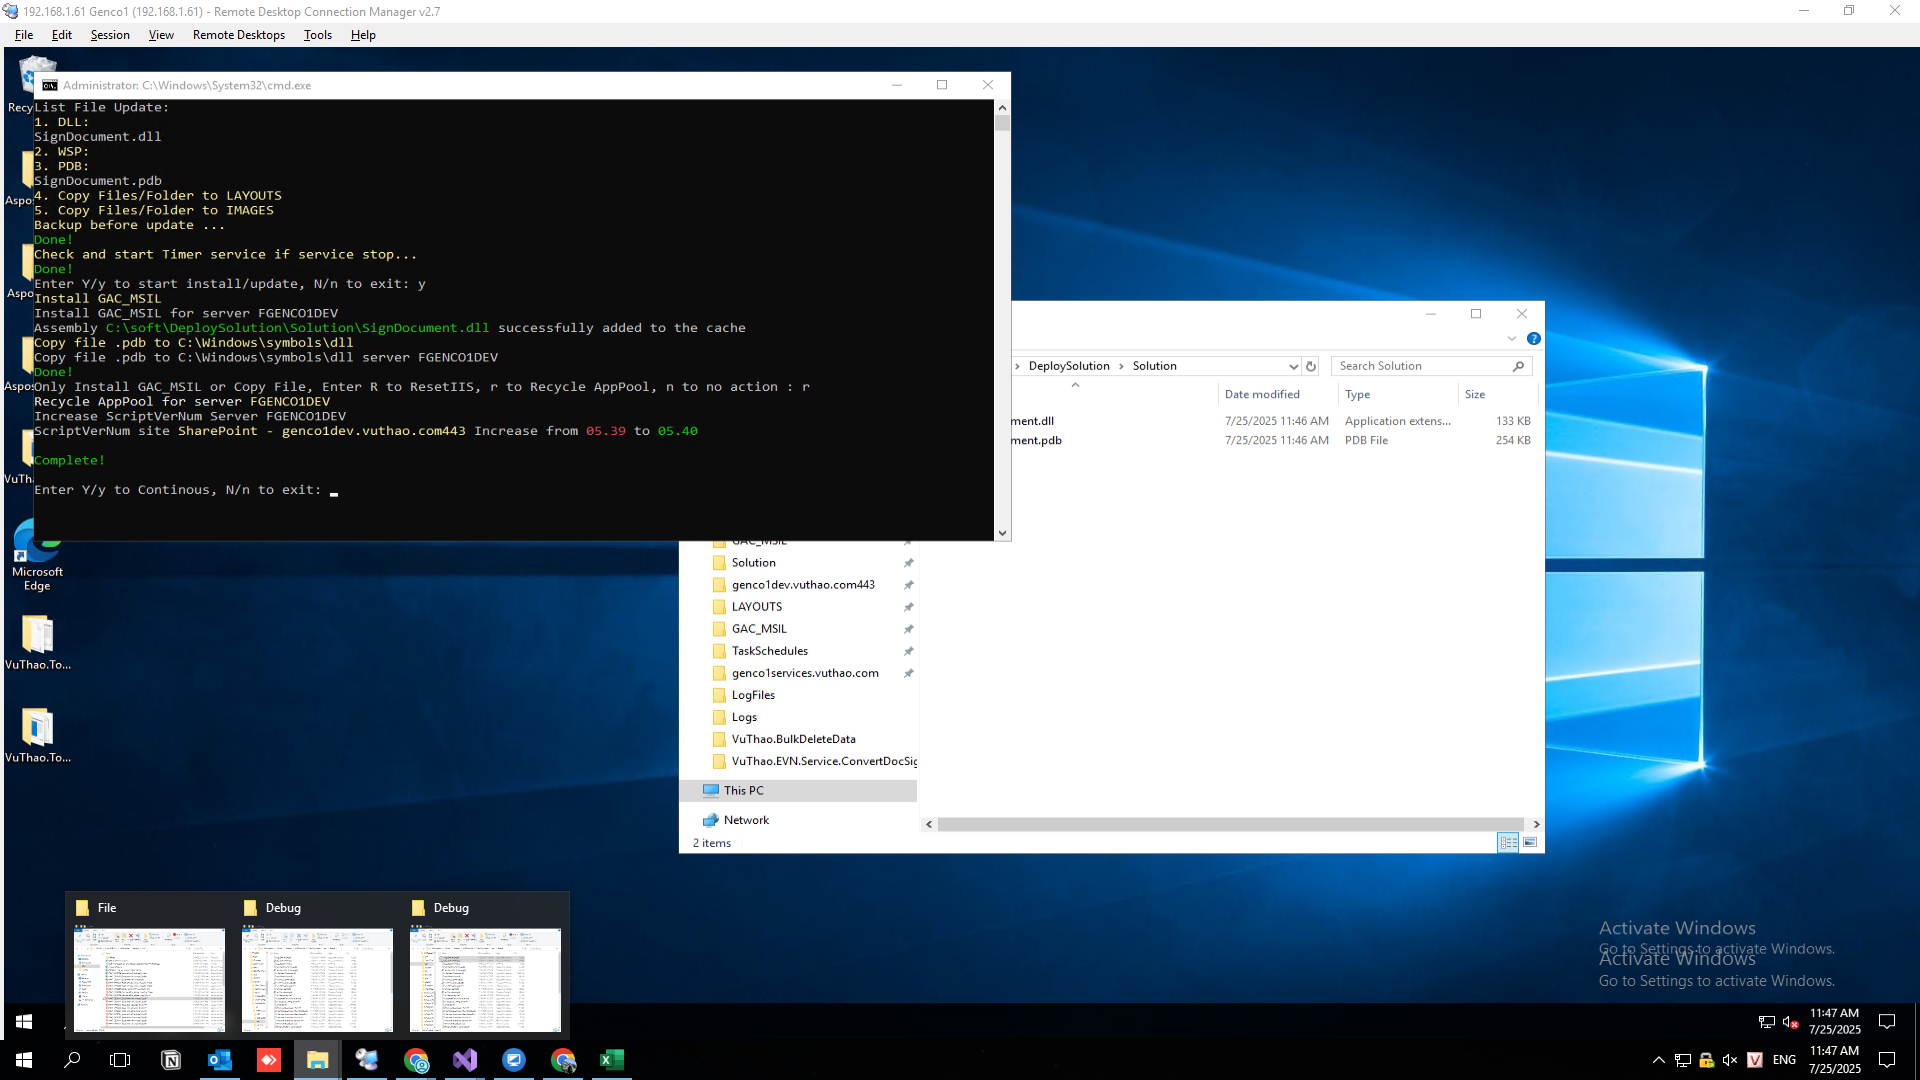 192.168.1.61 Genco1 (192.168.1.61) - Remote Desktop Connection Manager v2.7
File Edit Session View Remote Desktops Tools Help
Administrator: C:\Windows\System32\cmd.exe
List File Update:
1. DLL:
SignDocument.dll
2. WSP:
3. PDB:
SignDocument.pdb
4. Copy Files/Folder to LAYOUTS
5. Copy Files/Folder to IMAGES
Backup before update ...
Done!
Check and start Timer service if service stop...
Done!
Enter Y/y to start install/update, N/n to exit: y
Install GAC_MSIL
Install GAC_MSIL for server FGENCO1DEV
Assembly C:\soft\DeploySolution\Solution\SignDocument.dll successfully added to the cache
Copy file .pdb to C:\Windows\symbols\dll
Copy file .pdb to C:\Windows\symbols\dll server FGENCO1DEV
Done!
Only Install GAC_MSIL or Copy File, Enter R to ResetIIS, r to Recycle AppPool, n to no action : r
Recycle AppPool for server FGENCO1DEV
Increase ScriptVerNum Server FGENCO1DEV
ScriptVerNum site SharePoint - genco1dev.vuthao.com443 Increase from 05.39 to 05.40
Complete!
Enter Y/y to Continous, N/n to exit:
Recy
Aspo
Aspo
Aspos
VuTh
Microsoft
Edge
VuThao.To...
VuThao.To...
DeploySolution > Solution
Search Solution
Date modified Type Size
ment.dll 7/25/2025 11:46 AM Application extens... 133 KB
ment.pdb 7/25/2025 11:46 AM PDB File 254 KB
GAC_MSIL
Solution
genco1dev.vuthao.com443
LAYOUTS
GAC_MSIL
TaskSchedules
genco1services.vuthao.com
LogFiles
Logs
VuThao.BulkDeleteData
VuThao.EVN.Service.ConvertDocSig
This PC
Network
2 items
File Debug Debug
Activate Windows
Go to Settings to activate Windows.
Activate Windows
Go to Settings to activate Windows.
11:47 AM
7/25/2025
ENG
11:47 AM
7/25/2025